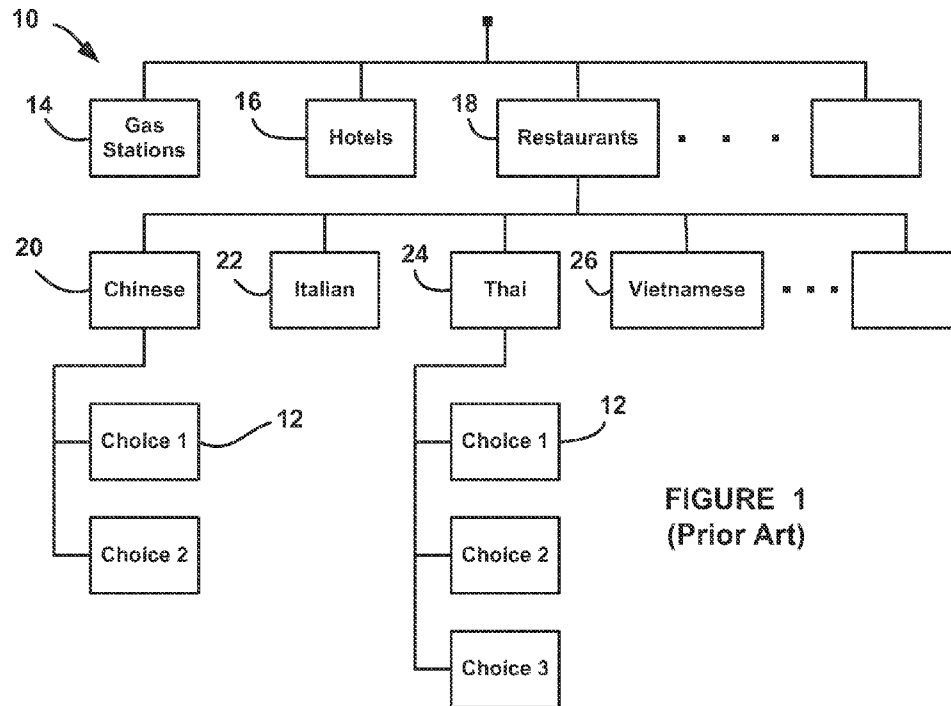 10
14
Gas
Stations
16
Hotels
18
Restaurants
20
Chinese
22
Italian
24
Thai
26
Vietnamese
Choice 1
12
Choice 2
Choice 1
12
Choice 2
Choice 3
FIGURE 1
(Prior Art)